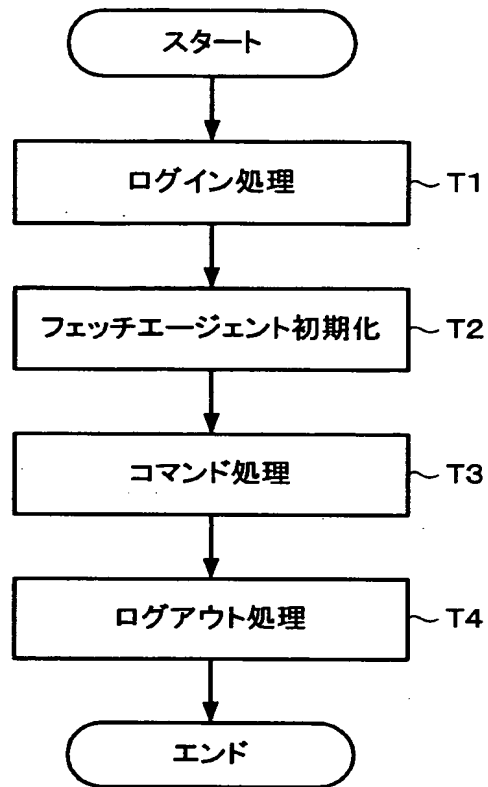 スタート
ログイン処理 T1
フェッチエージェント初期化 T2
コマンド処理 T3
ログアウト処理 T4
エンド